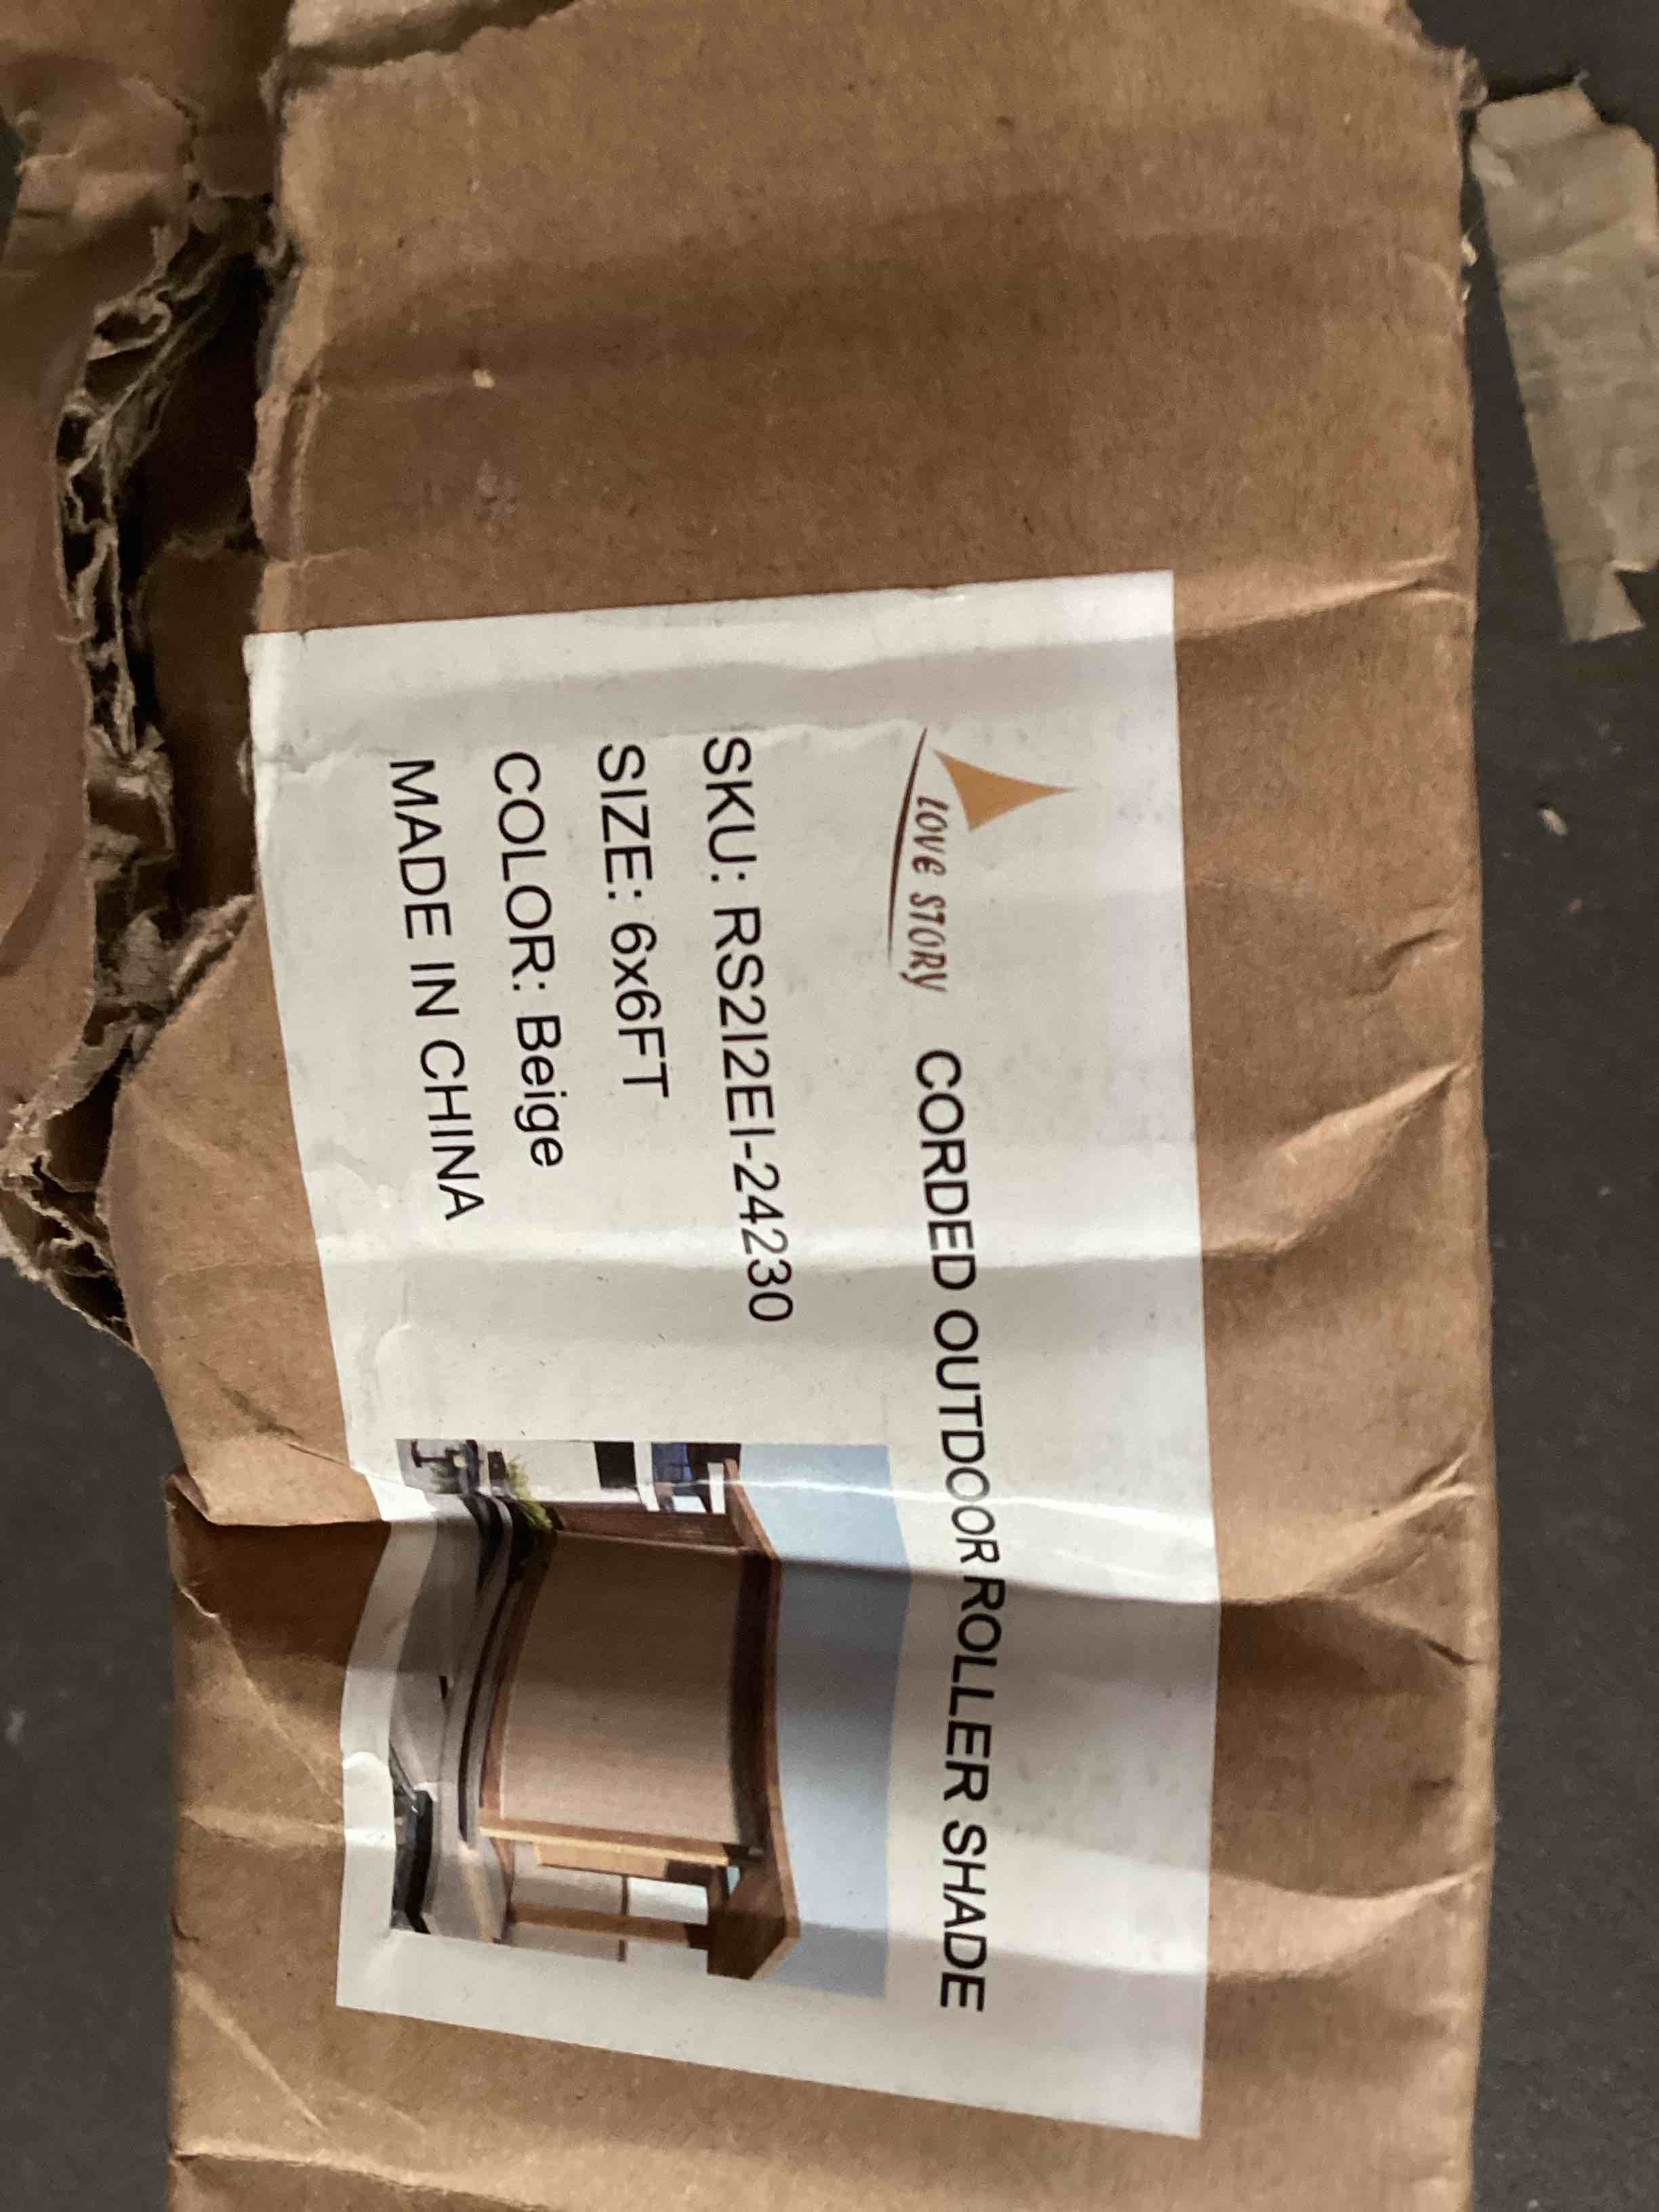 LOVE STORY
CORDED OUTDOOR ROLLER SHADE
SKU: RS2I2EI-24230
SIZE: 6x6FT
COLOR: Beige
MADE IN CHINA